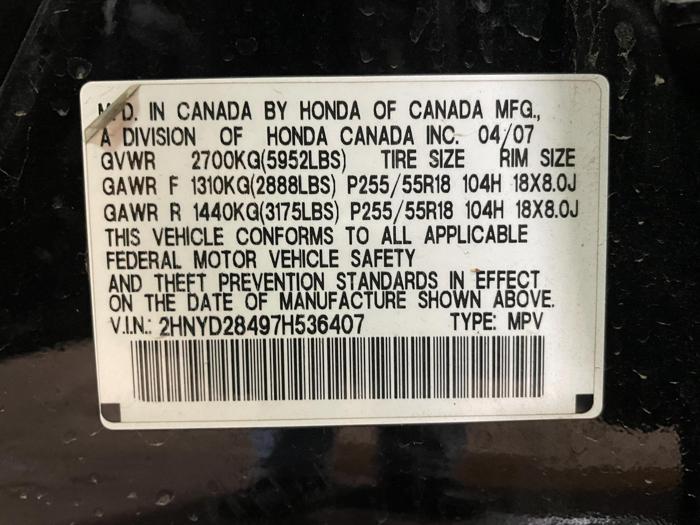 M D. IN CANADA BY HONDA OF CANADA MFG.,
A DIVISION OF HONDA CANADA INC. 04/07
GVWR 2700KG(5952LBS) TIRE SIZE RIM SIZE
GAWR F 1310KG(2888LBS) P255/55R18 104H 18X8.0J
GAWR R 1440KG(3175LBS) P255/55R18 104H 18X8.0J
THIS VEHICLE CONFORMS TO ALL APPLICABLE
FEDERAL MOTOR VEHICLE SAFETY
AND THEFT PREVENTION STANDARDS IN EFFECT
ON THE DATE OF MANUFACTURE SHOWN ABOVE.
V.I.N.: 2HNYD28497H536407 TYPE: MPV